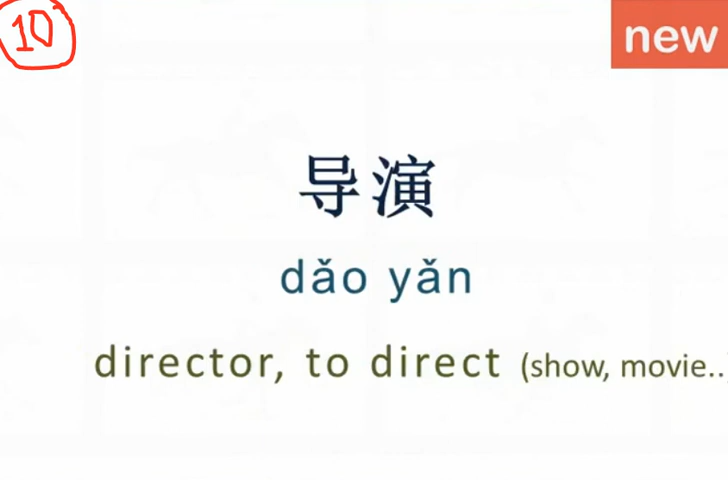 10
new
导演
dǎo yǎn
director, to direct (show, movie..